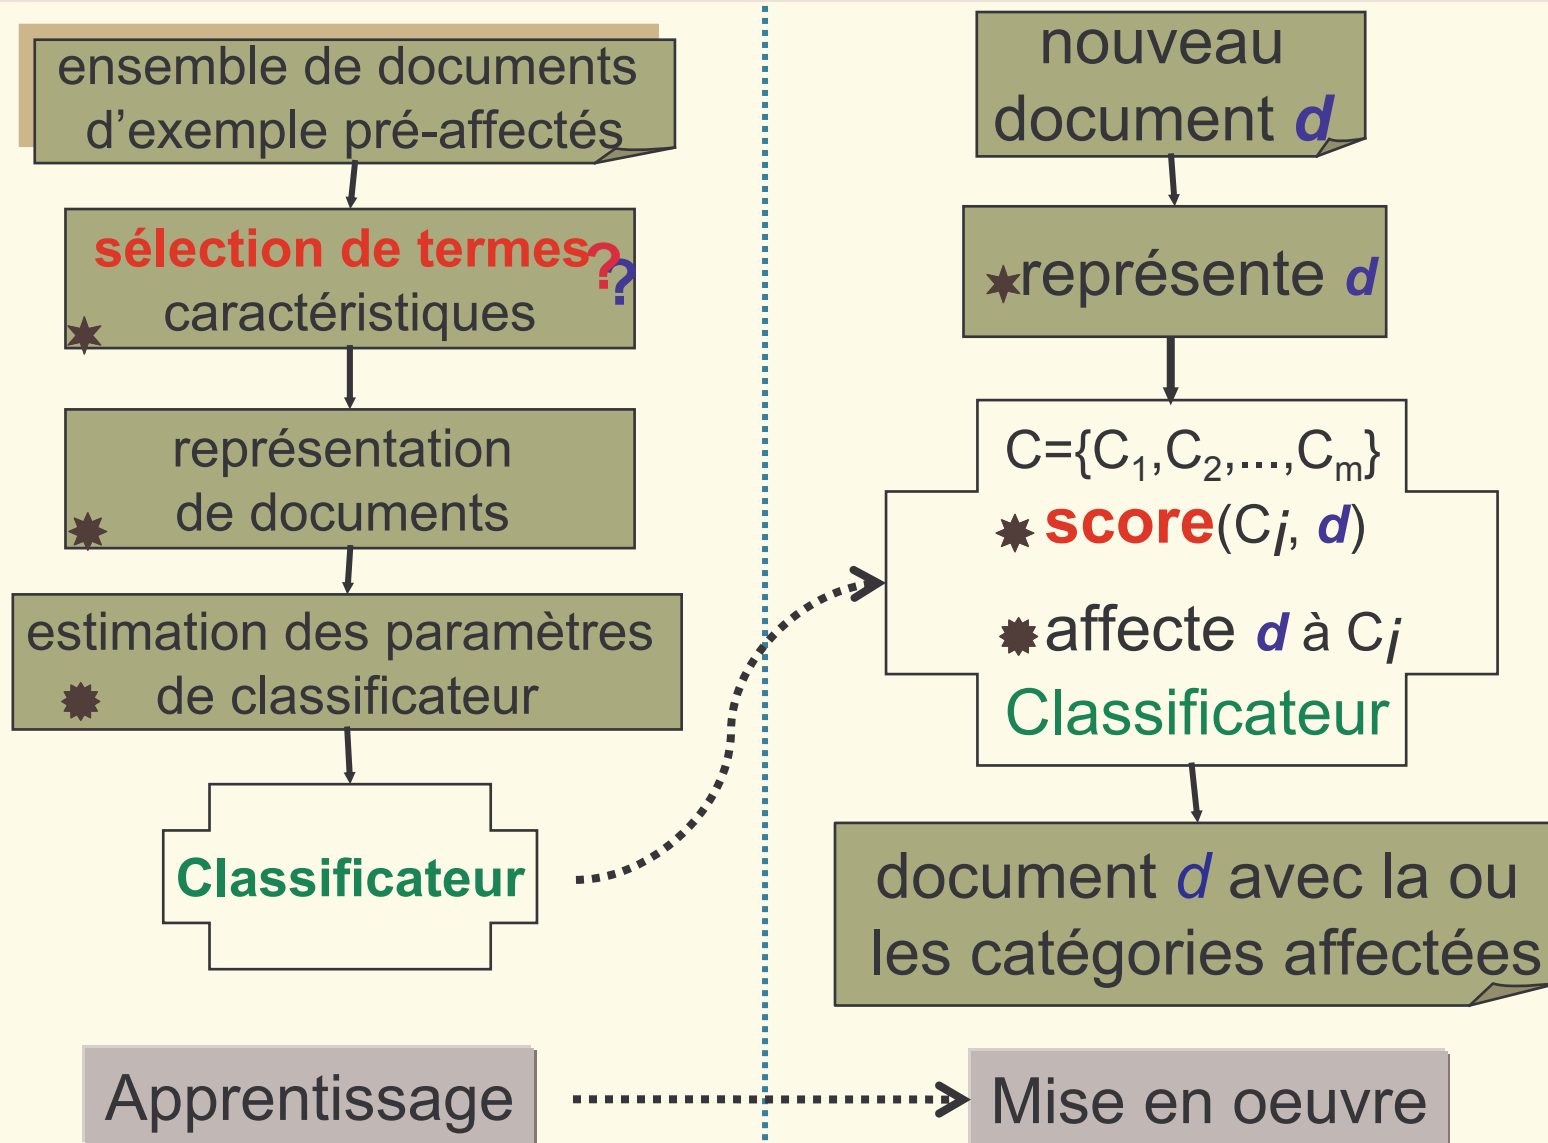 ensemble de documents
d'exemple pré-affectés
sélection de termes??
caractéristiques
représentation
de documents
estimation des paramètres
de classificateur
Classificateur
Apprentissage
nouveau
document d
représente d
C={C1,C2,...,Cm}
score(Ci, d)
affecte d à Ci
Classificateur
document d avec la ou
les catégories affectées
Mise en oeuvre